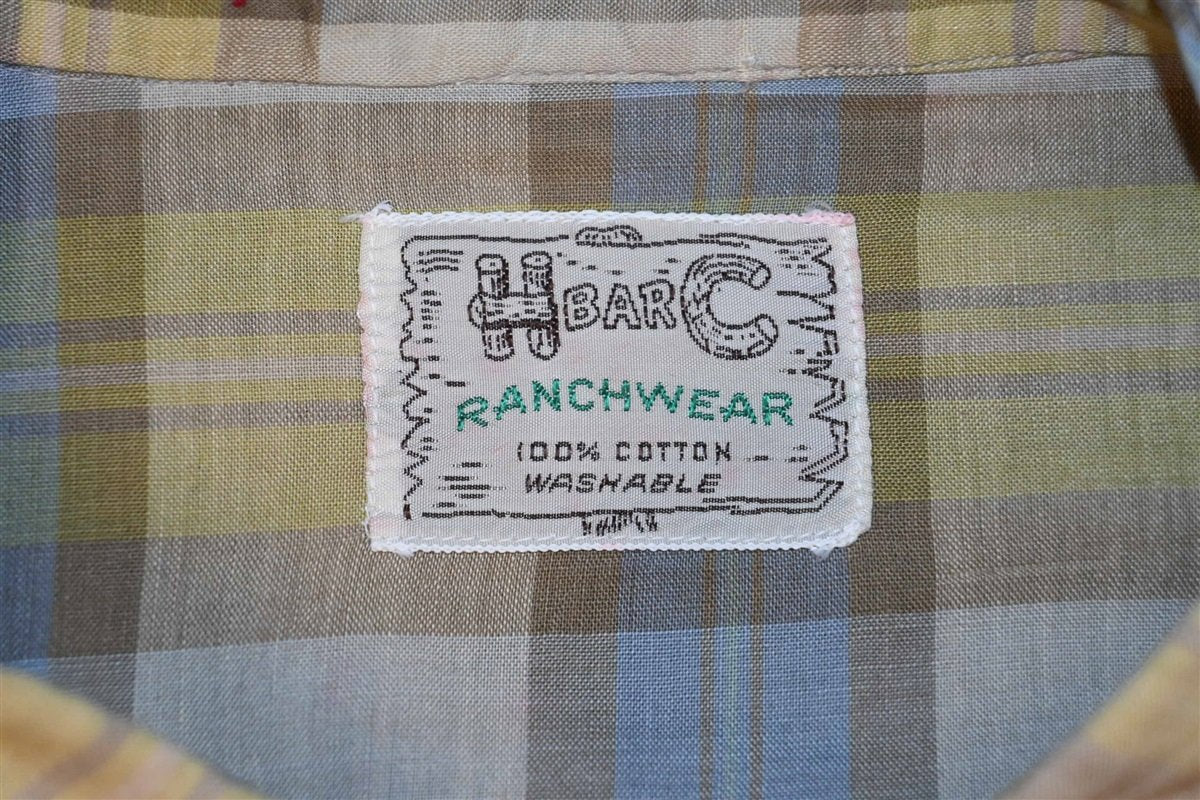 H BAR C
RANCHWEAR
100% COTTON
WASHABLE